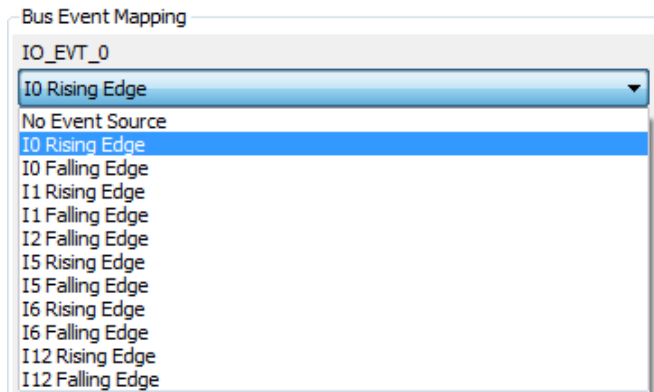 Bus Event Mapping
IO_EVT_0
I0 Rising Edge
No Event Source
I0 Rising Edge
I0 Falling Edge
I1 Rising Edge
I1 Falling Edge
I2 Falling Edge
I5 Rising Edge
I5 Falling Edge
I6 Rising Edge
I6 Falling Edge
I12 Rising Edge
I12 Falling Edge